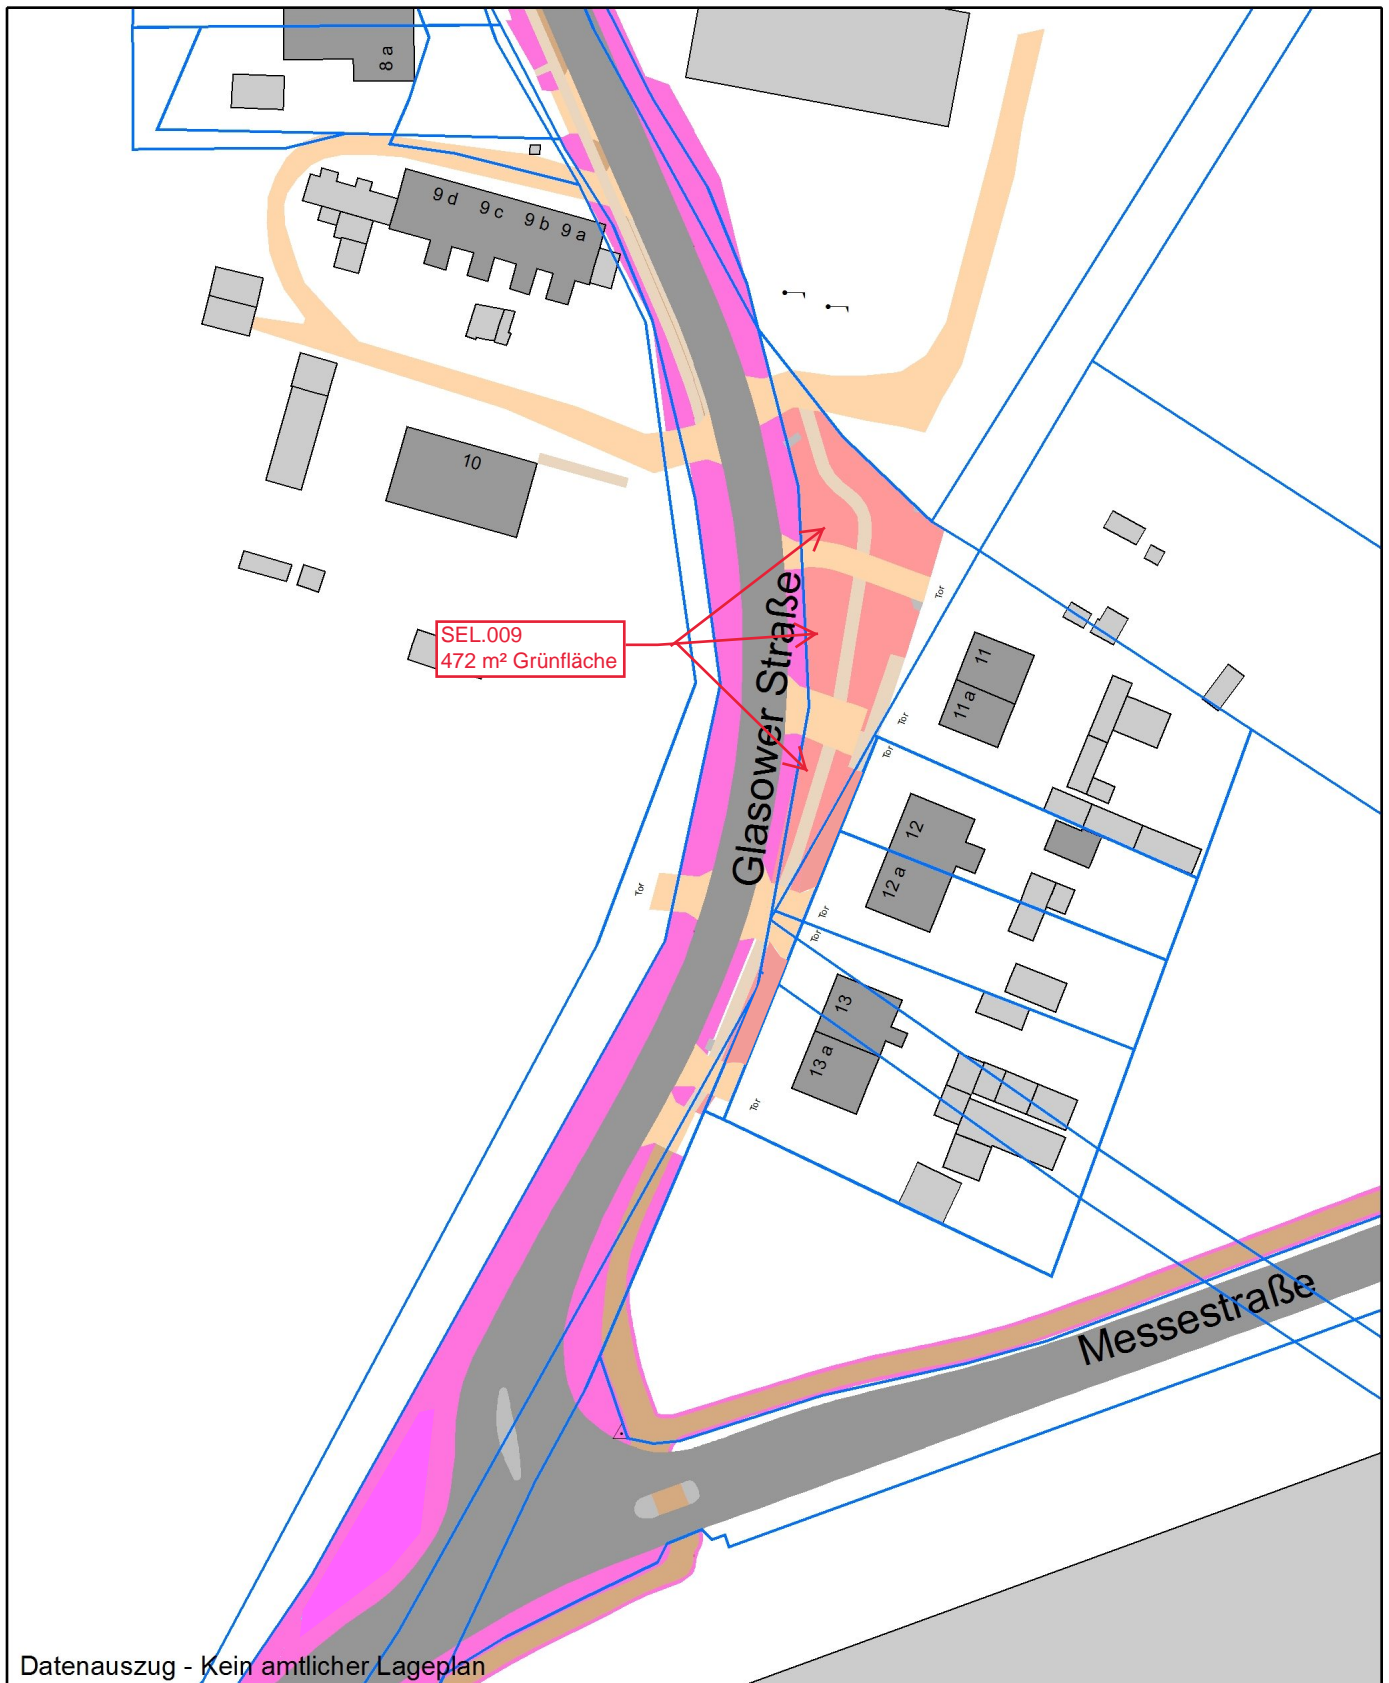 8 a
9 d
9 c
9 b
9 a
10
Tor
SEL.009
472 m² Grünfläche
Glasower Straße
11
11 a
Tor
Tor
12
12 a
Tor
Tor
Tor
13
13 a
Tor
Messestraße
Datenauszug - Kein amtlicher Lageplan